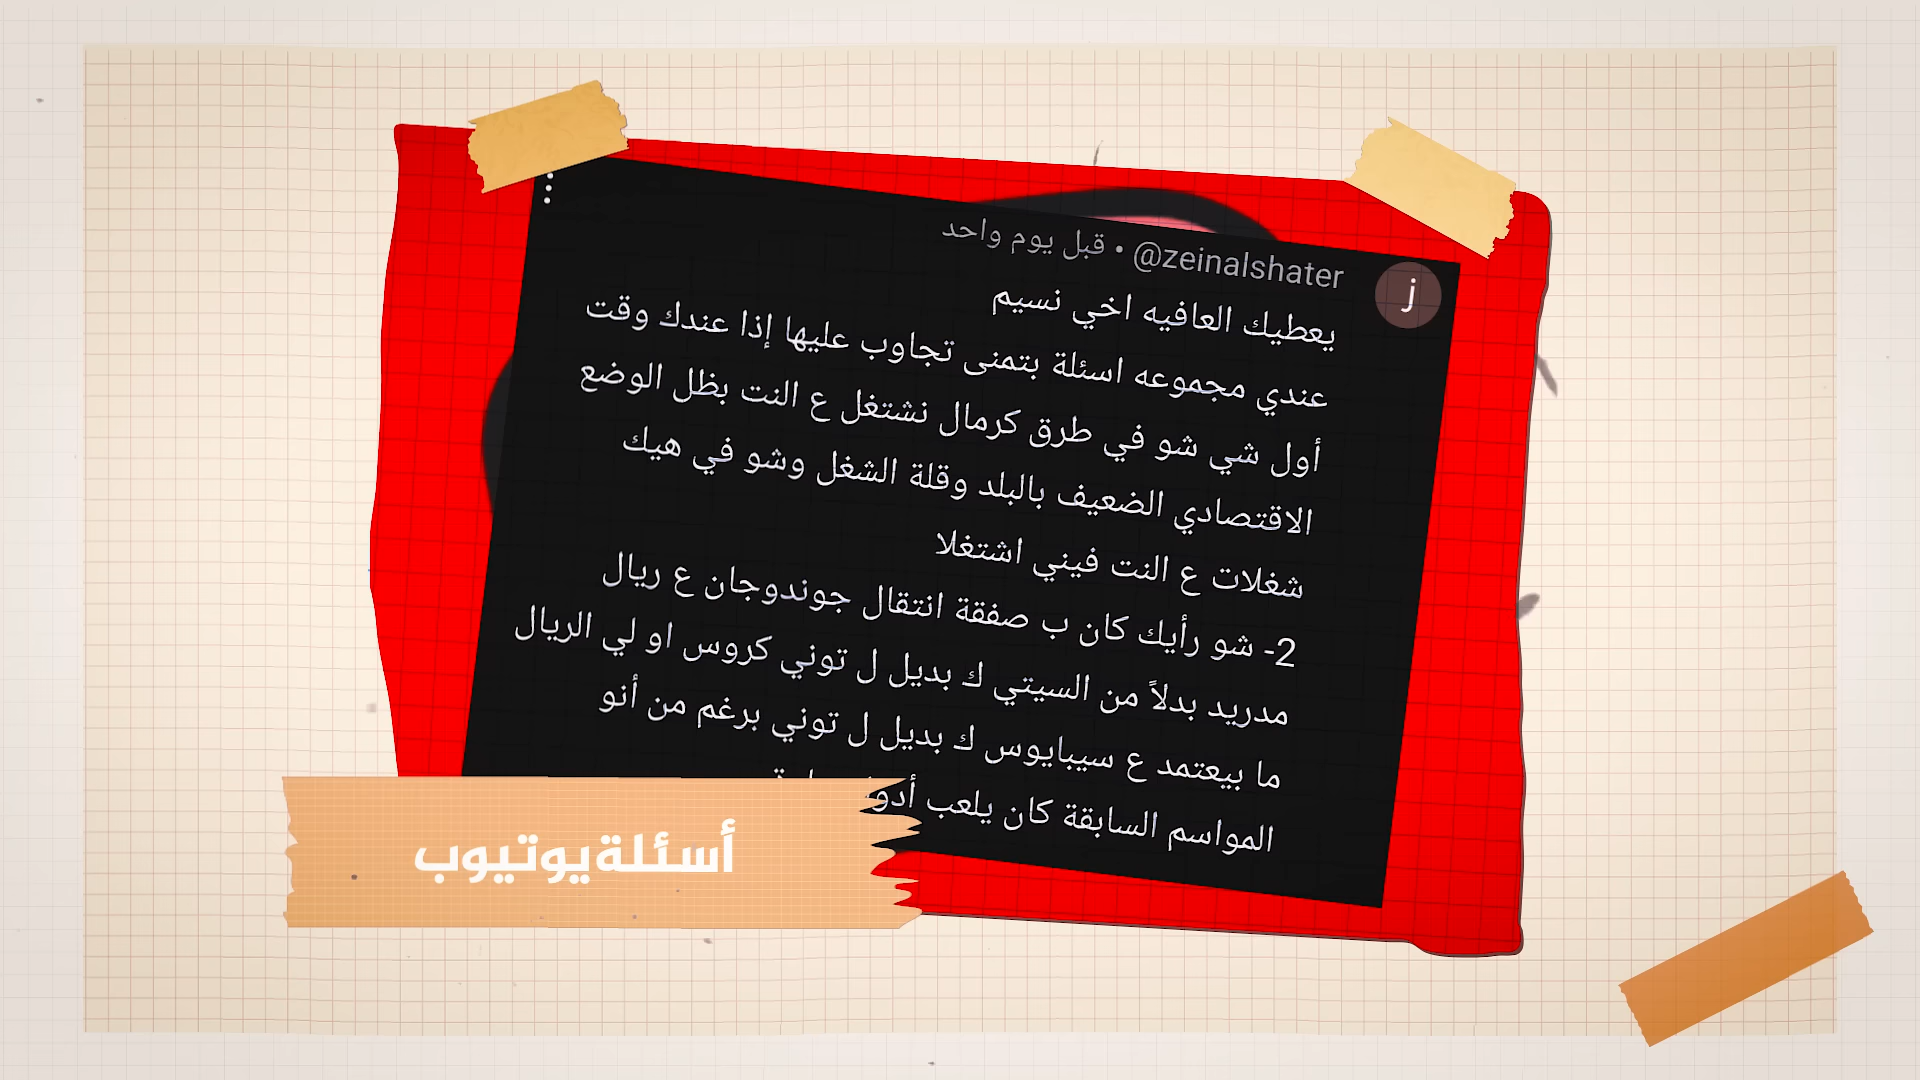 @zeinalshater • قبل يوم واحد
j
يعطيك العافيه اخي نسيم
عندي مجموعه اسئلة بتمنى تجاوب عليها إذا عندك وقت
أول شي شو في طرق كرمال نشتغل ع النت بظل الوضع
الاقتصادي الضعيف بالبلد وقلة الشغل وشو في هيك
شغلات ع النت فيني اشتغلا
2- شو رأيك كان ب صفقة انتقال جوندوجان ع ريال
مدريد بدلاً من السيتي ك بديل ل توني كروس او لي الريال
ما بيعتمد ع سيبايوس ك بديل ل توني برغم من أنو
المواسم السابقة كان يلعب
أسئلة يوتيوب